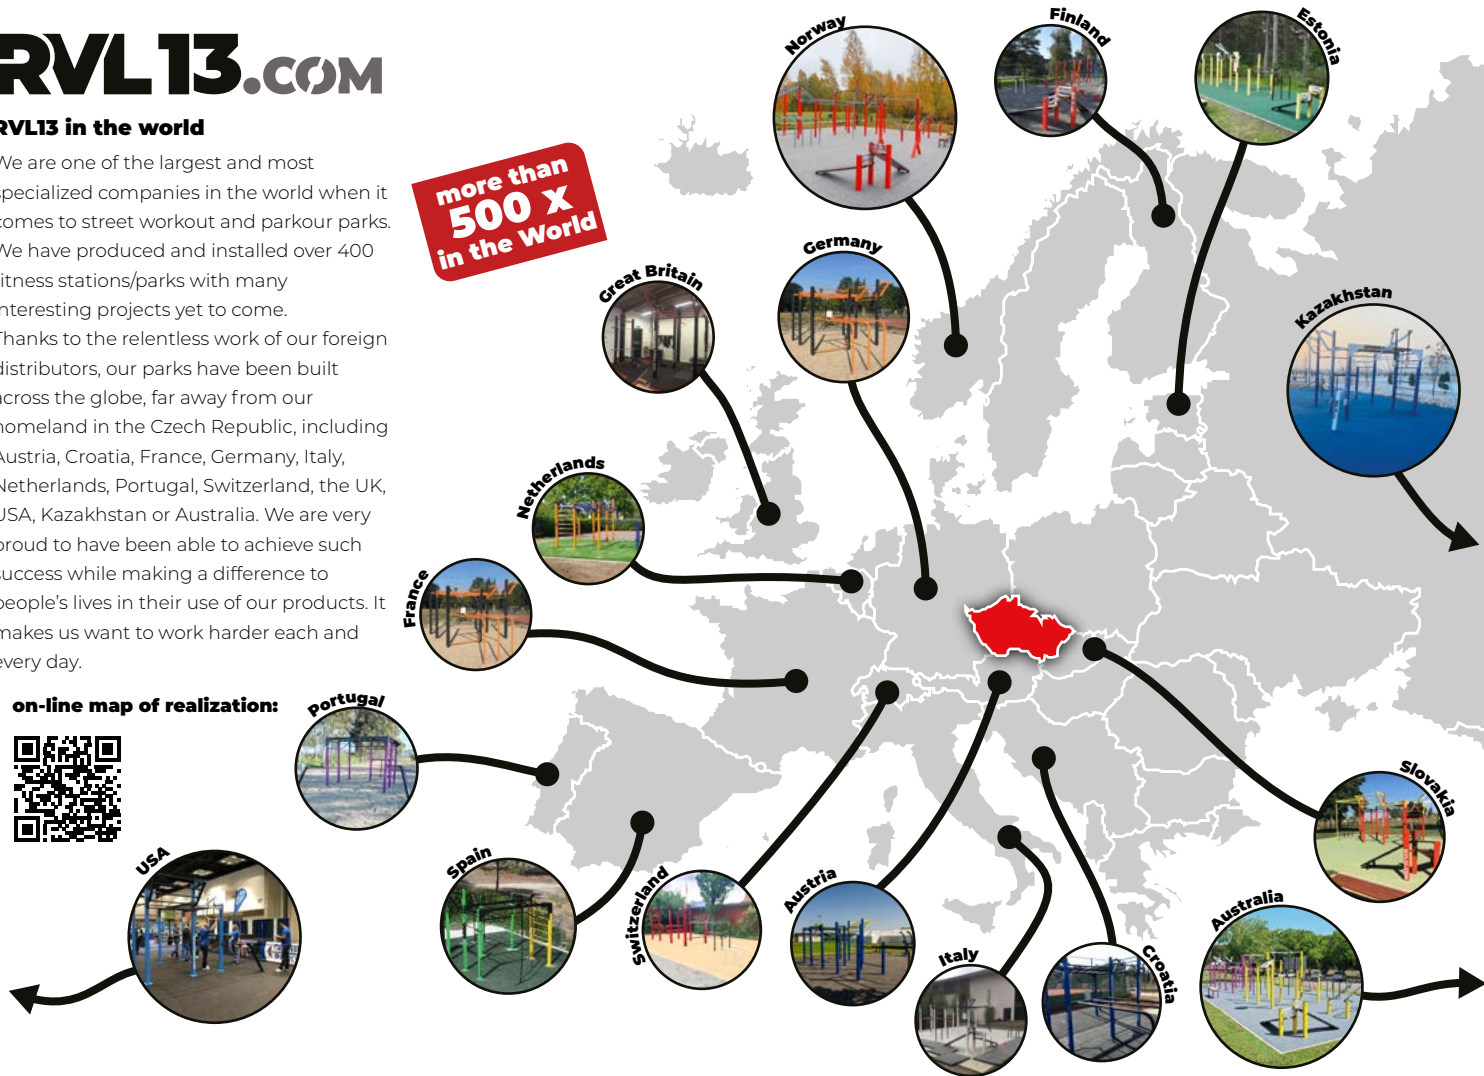 RVL13.COM
RVL13 in the world
We are one of the largest and most
specialized companies in the world when it
comes to street workout and parkour parks.
We have produced and installed over 400
fitness stations/parks with many
interesting projects yet to come.
Thanks to the relentless work of our foreign
distributors, our parks have been built
across the globe, far away from our
homeland in the Czech Republic, including
Austria, Croatia, France, Germany, Italy,
Netherlands, Portugal, Switzerland, the UK,
USA, Kazakhstan or Australia. We are very
proud to have been able to achieve such
success while making a difference to
people's lives in their use of our products. It
makes us want to work harder each and
every day.
on-line map of realization:
more than
500 x
in the World
Norway
Finland
Estonia
Germany
Great Britain
Kazakhstan
Netherlands
France
Portugal
USA
Spain
Switzerland
Austria
Italy
Croatia
Australia
Slovakia